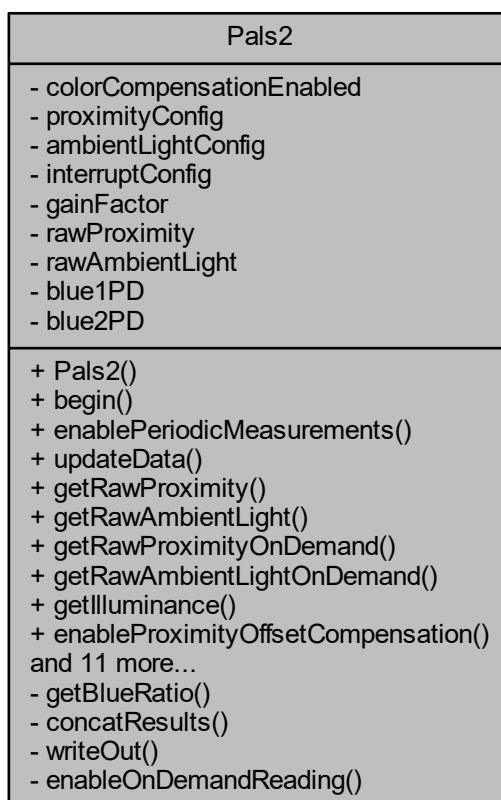 Pals2
- colorCompensationEnabled
- proximityConfig
- ambientLightConfig
- interruptConfig
- gainFactor
- rawProximity
- rawAmbientLight
- blue1PD
- blue2PD
+ Pals2()
+ begin()
+ enablePeriodicMeasurements()
+ updateData()
+ getRawProximity()
+ getRawAmbientLight()
+ getRawProximityOnDemand()
+ getRawAmbientLightOnDemand()
+ getIlluminance()
+ enableProximityOffsetCompensation()
and 11 more...
- getBlueRatio()
- concatResults()
- writeOut()
- enableOnDemandReading()